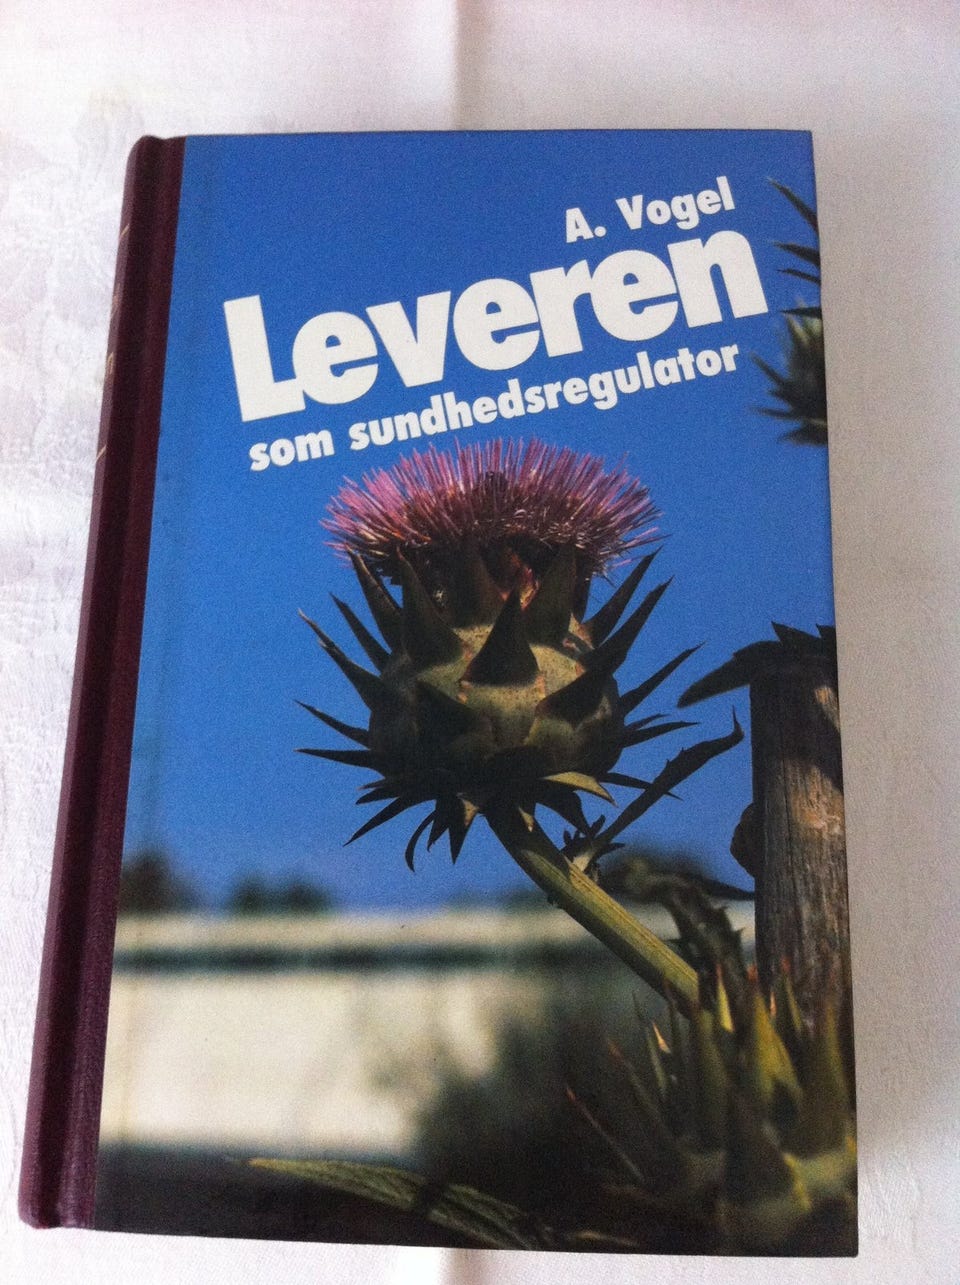 A. Vogel
Leveren
som sundhedsregulator